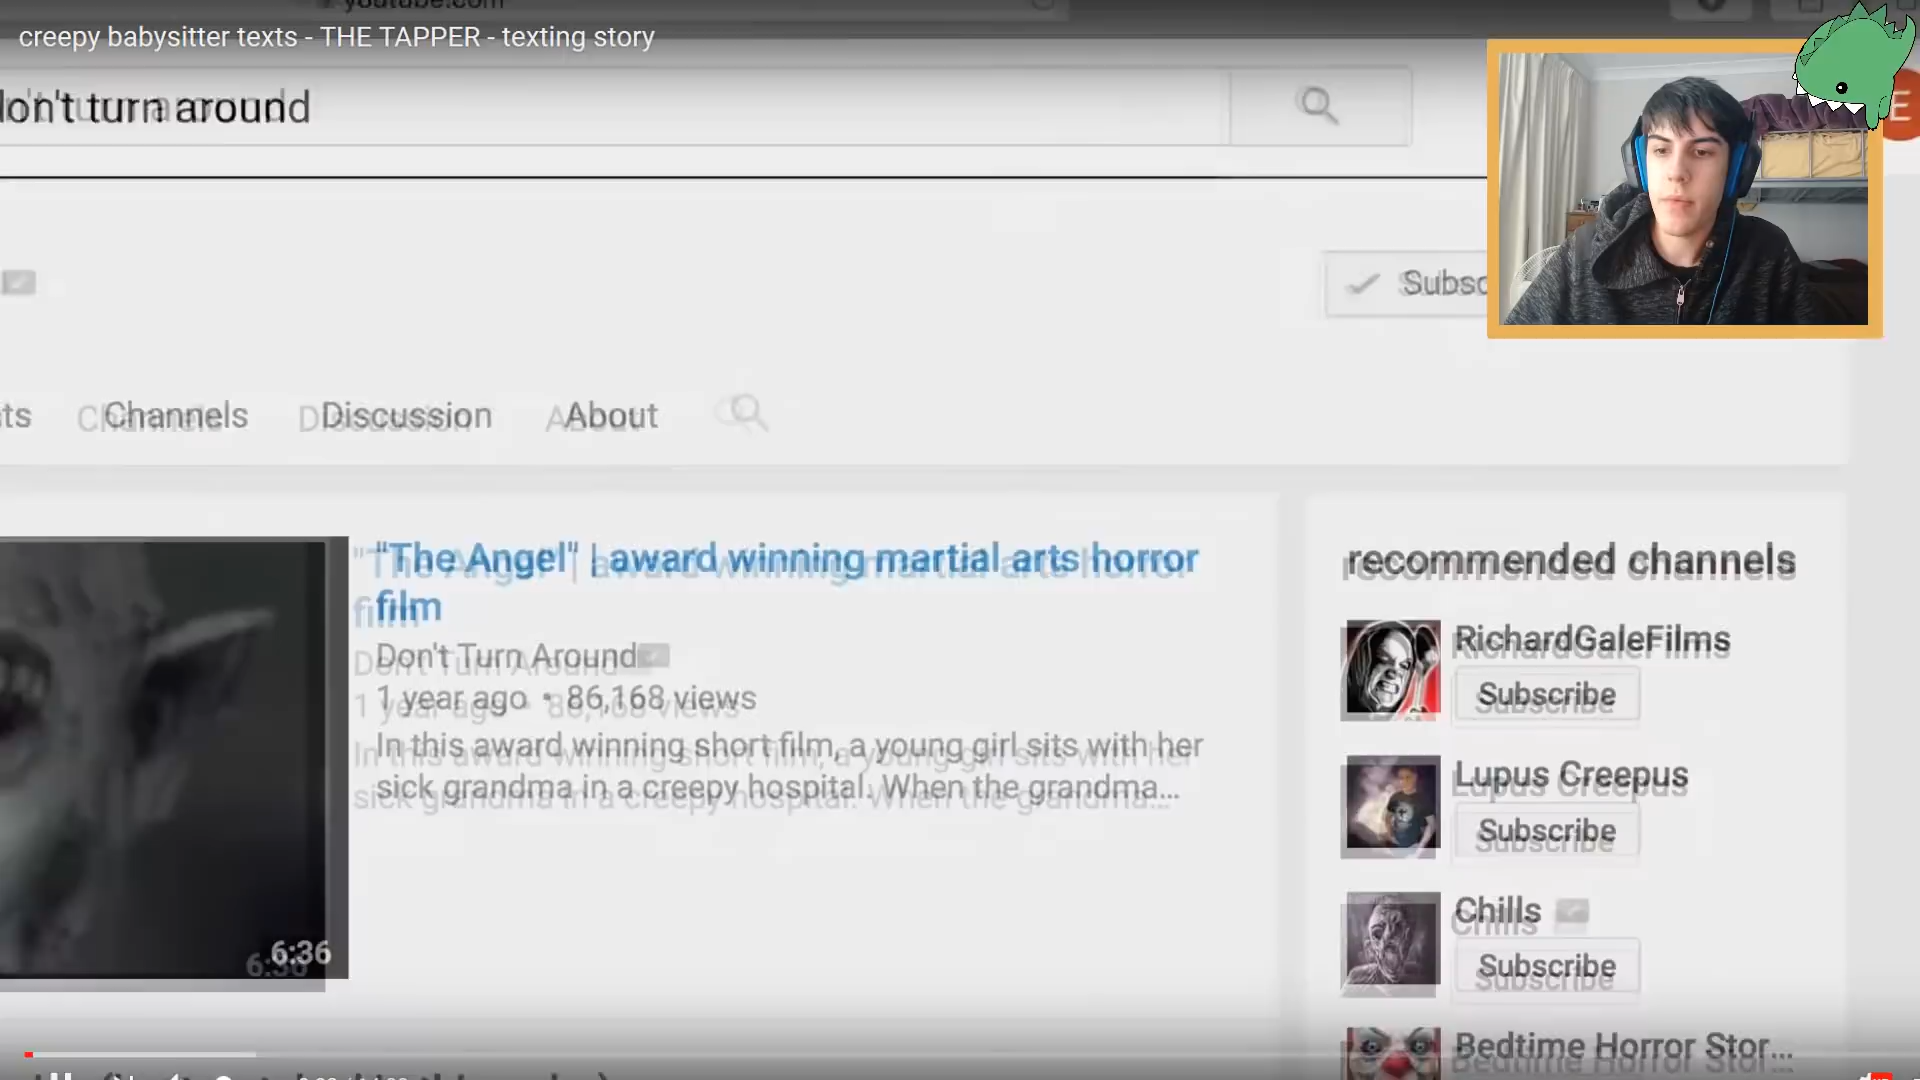 youtube.com
creepy babysitter texts - THE TAPPER - texting story
on't turn around
E
Subsc
ts Channels Discussion About
"The Angel" | award winning martial arts horror
film
Don't Turn Around
1 year ago • 86,168 views
In this award winning short film, a young girl sits with her
sick grandma in a creepy hospital. When the grandma...
6:36
recommended channels
RichardGaleFilms
Subscribe
Lupus Creepus
Subscribe
Chills
Subscribe
Bedtime Horror Stor...